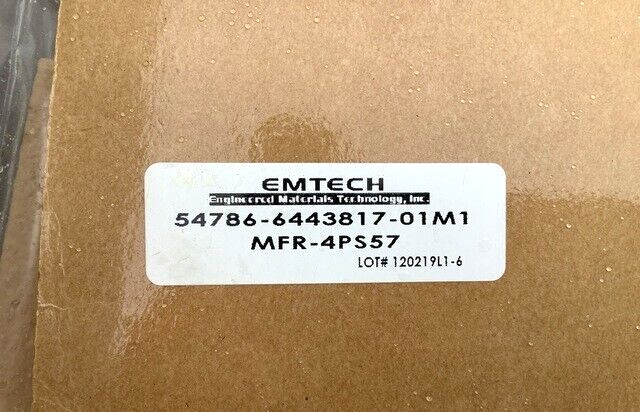 EMTECH
Engineered Materials Technology, Inc.
54786-6443817-01M1
MFR-4PS57
LOT# 120219L1-6